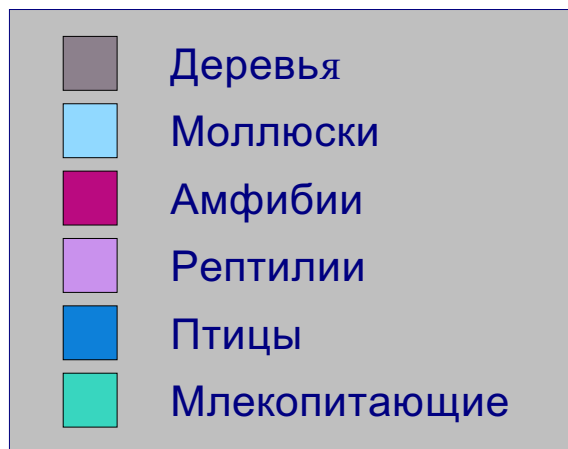 Деревья
Моллюски
Амфибии
Рептилии
Птицы
Млекопитающие